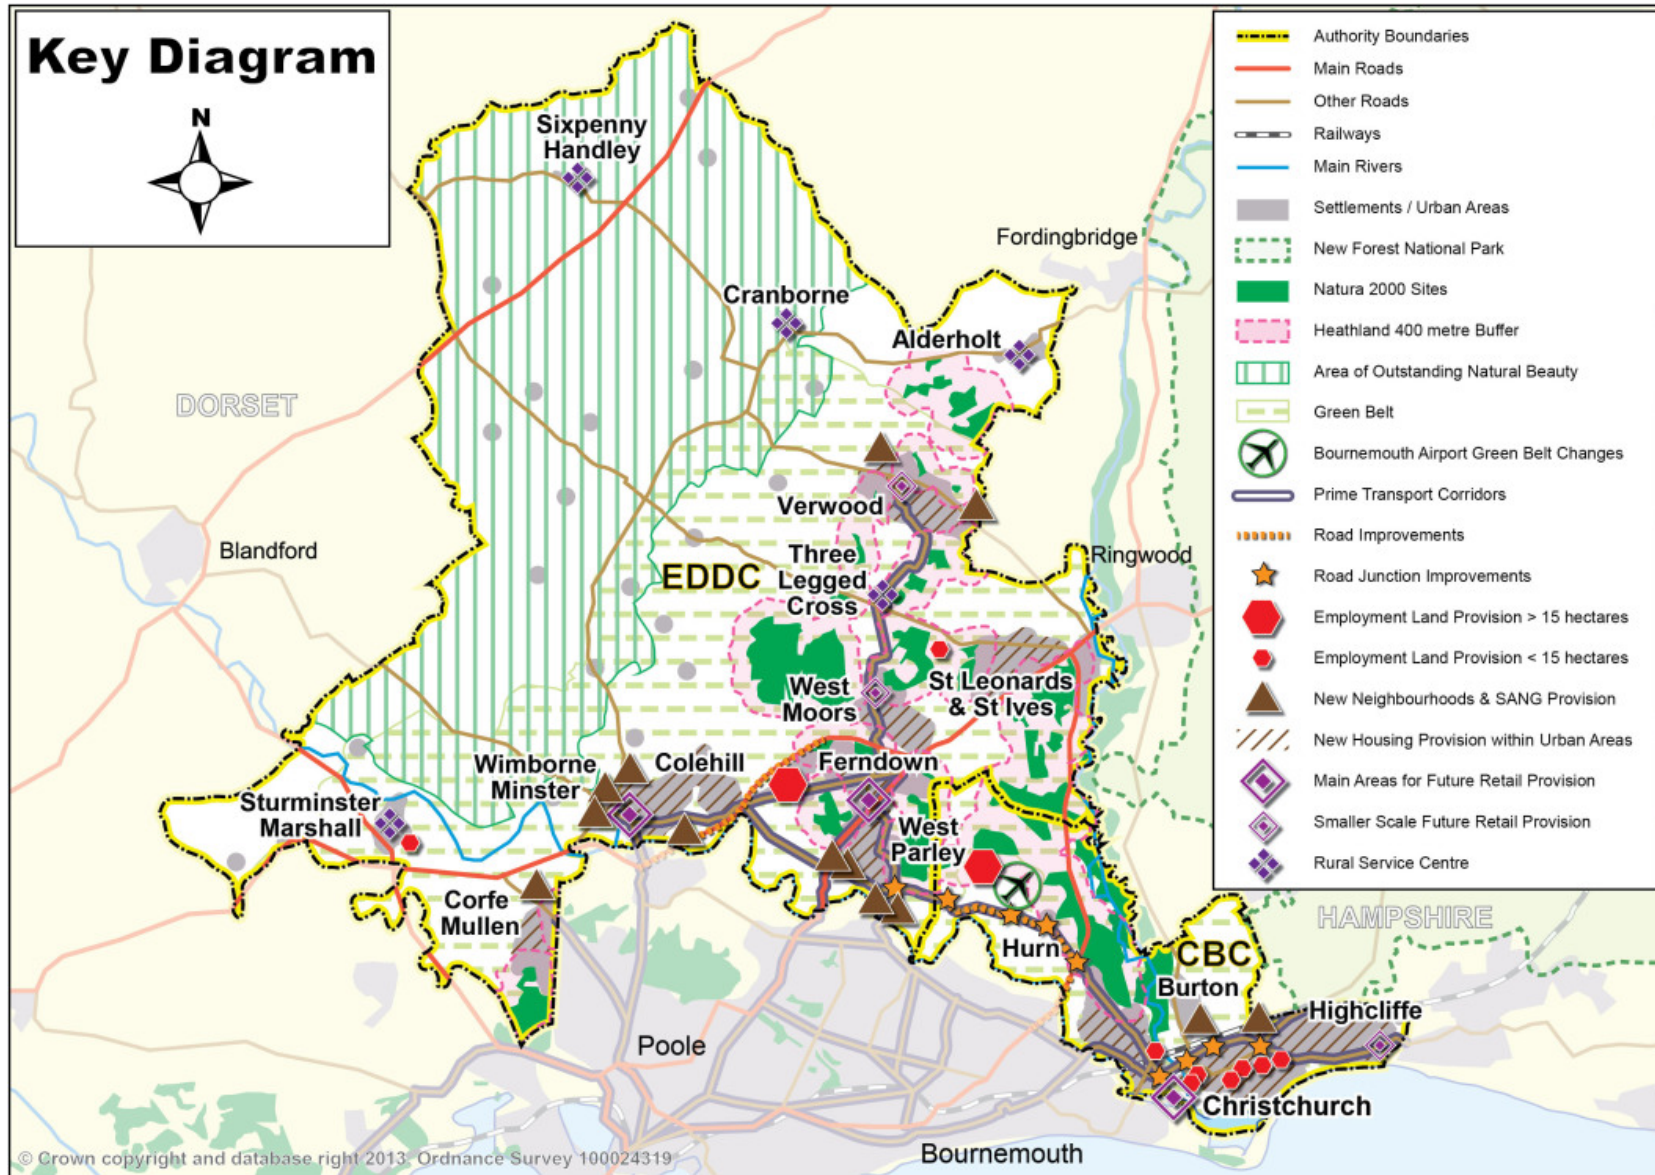 Key Diagram
N
Sixpenny
Handley
Fordingbridge
Cranborne
Alderholt
DORSET
Verwood
Blandford
Three
Legged
Cross
EDDC
Ringwood
West
Moors
St Leonards
& St Ives
Wimborne
Minster
Colehill
Ferndown
Sturminster
Marshall
West
Parley
Corfe
Mullen
Hurn
CBC
Burton
HAMPSHIRE
Highcliffe
Poole
Christchurch
Bournemouth
© Crown copyright and database right 2013. Ordnance Survey 100024319
Authority Boundaries
Main Roads
Other Roads
Railways
Main Rivers
Settlements / Urban Areas
New Forest National Park
Natura 2000 Sites
Heathland 400 metre Buffer
Area of Outstanding Natural Beauty
Green Belt
Bournemouth Airport Green Belt Changes
Prime Transport Corridors
Road Improvements
Road Junction Improvements
Employment Land Provision > 15 hectares
Employment Land Provision < 15 hectares
New Neighbourhoods & SANG Provision
New Housing Provision within Urban Areas
Main Areas for Future Retail Provision
Smaller Scale Future Retail Provision
Rural Service Centre